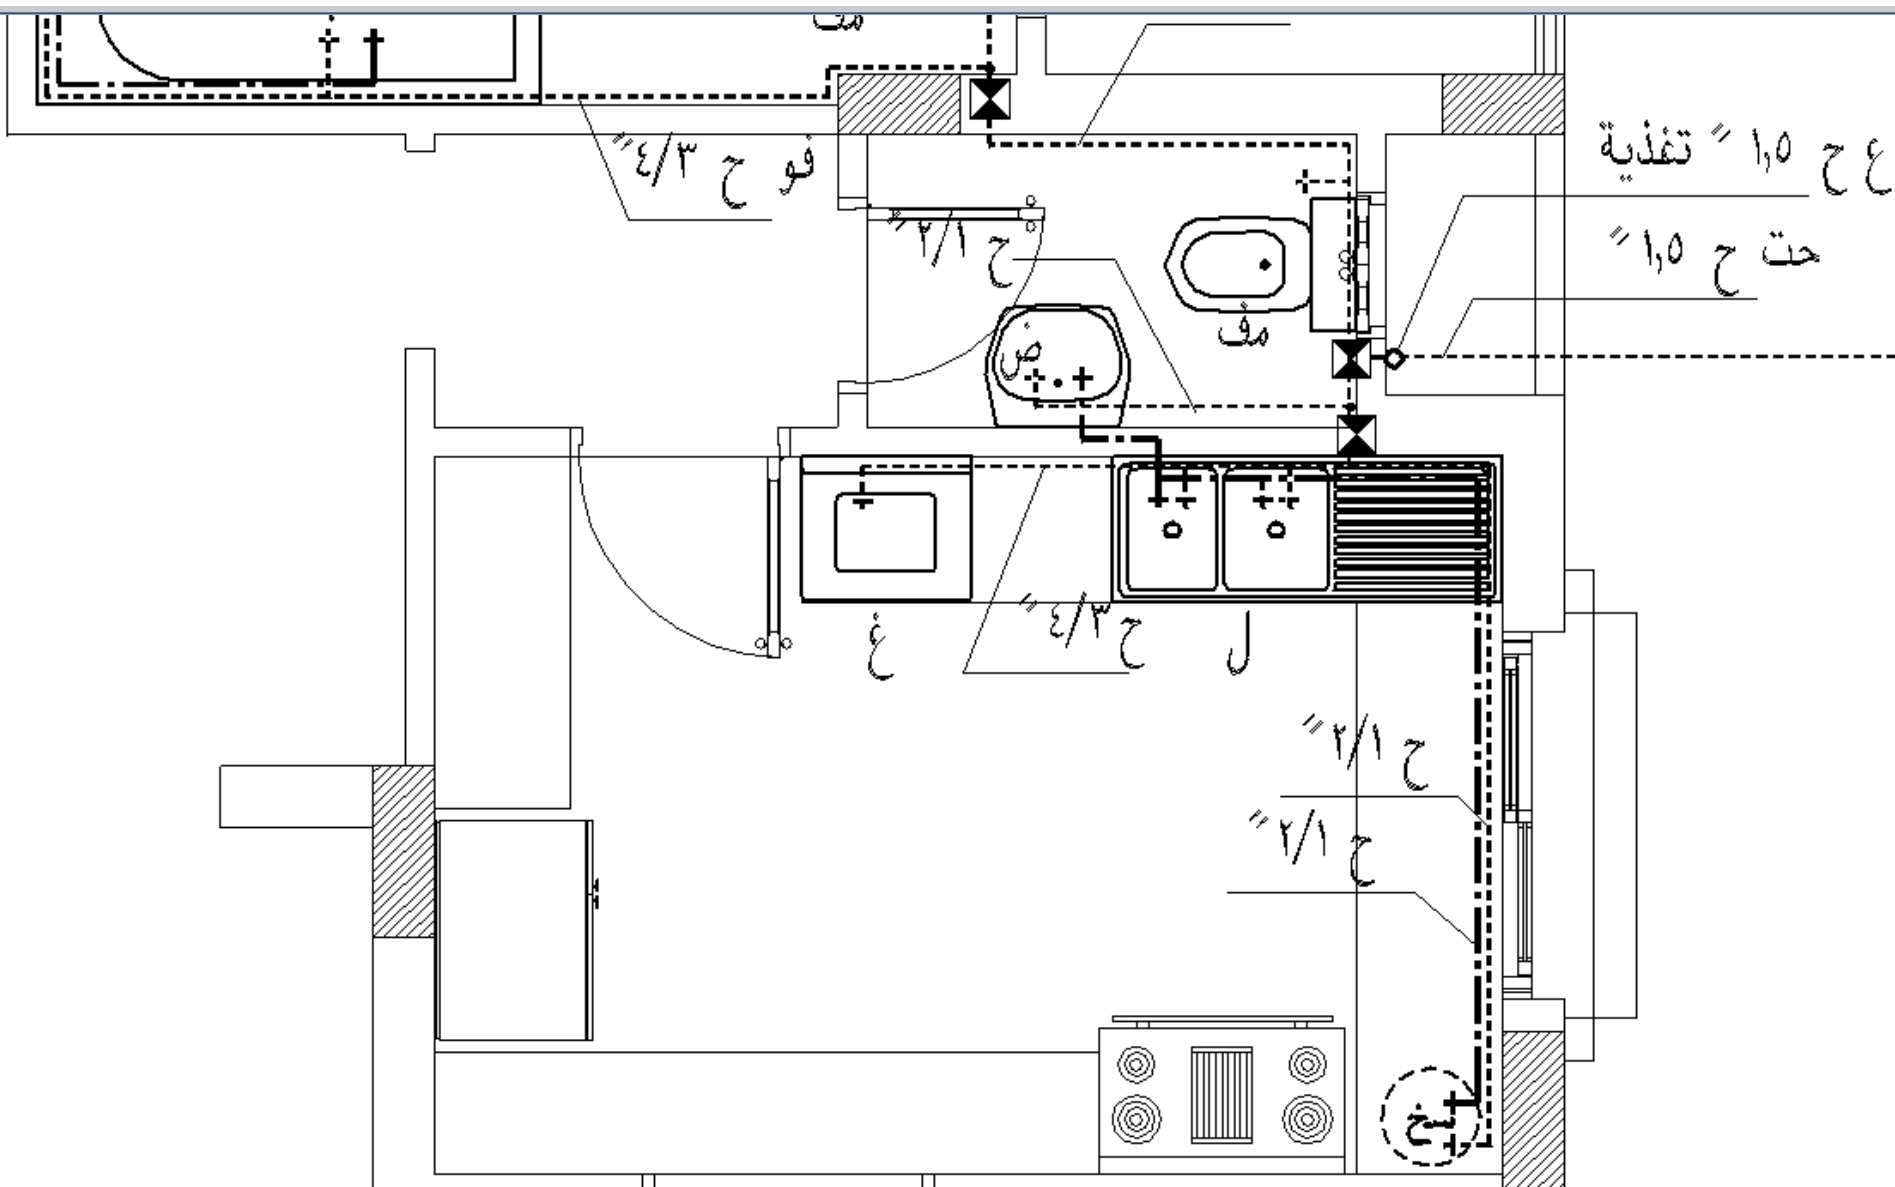 مف
فو ح ٤/٣"
ع ح ١,٥ " تغذية
حت ح ١,٥ "
ح ٢/١"
مف
ض
ح ٤/٣"
غ
ل
ح ٢/١"
ح ٢/١"
سخ